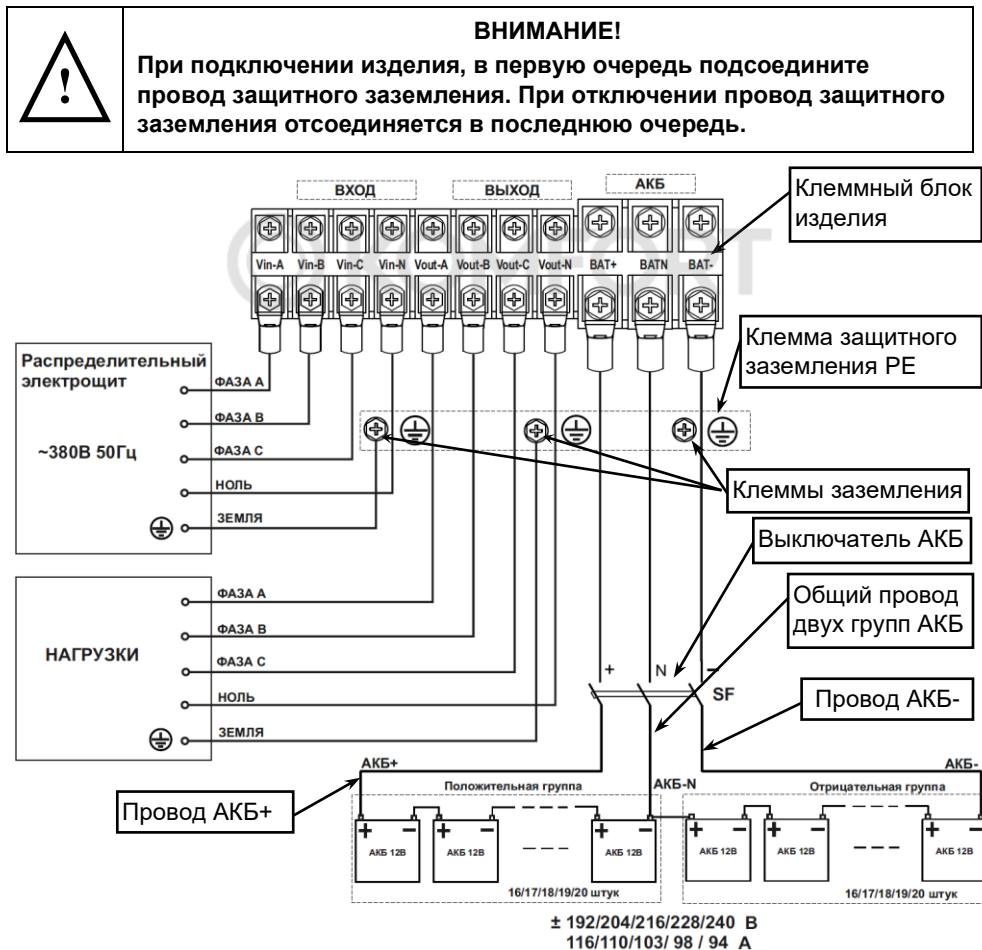 ВНИМАНИЕ!
При подключении изделия, в первую очередь подсоедините
провод защитного заземления. При отключении провод защитного
заземления отсоединяется в последнюю очередь.
ВХОД
ВЫХОД
АКБ
Клеммный блок
изделия
Vin-A Vin-B Vin-C Vin-N Vout-A Vout-B Vout-C Vout-N BAT+ BATN BAT-
Клемма защитного
заземления PE
Распределительный
электрощит
~380В 50Гц
ФАЗА А
ФАЗА В
ФАЗА С
НОЛЬ
ЗЕМЛЯ
Клеммы заземления
Выключатель АКБ
Общий провод
двух групп АКБ
НАГРУЗКИ
ФАЗА А
ФАЗА В
ФАЗА С
НОЛЬ
ЗЕМЛЯ
+ N −
SF
Провод АКБ-
АКБ+
АКБ-N
АКБ-
Провод АКБ+
Положительная группа
Отрицательная группа
+ − + − + − + − + − + −
АКБ 12В АКБ 12В АКБ 12В АКБ 12В АКБ 12В АКБ 12В
16/17/18/19/20 штук
16/17/18/19/20 штук
± 192/204/216/228/240 В
116/110/103/ 98 / 94 А